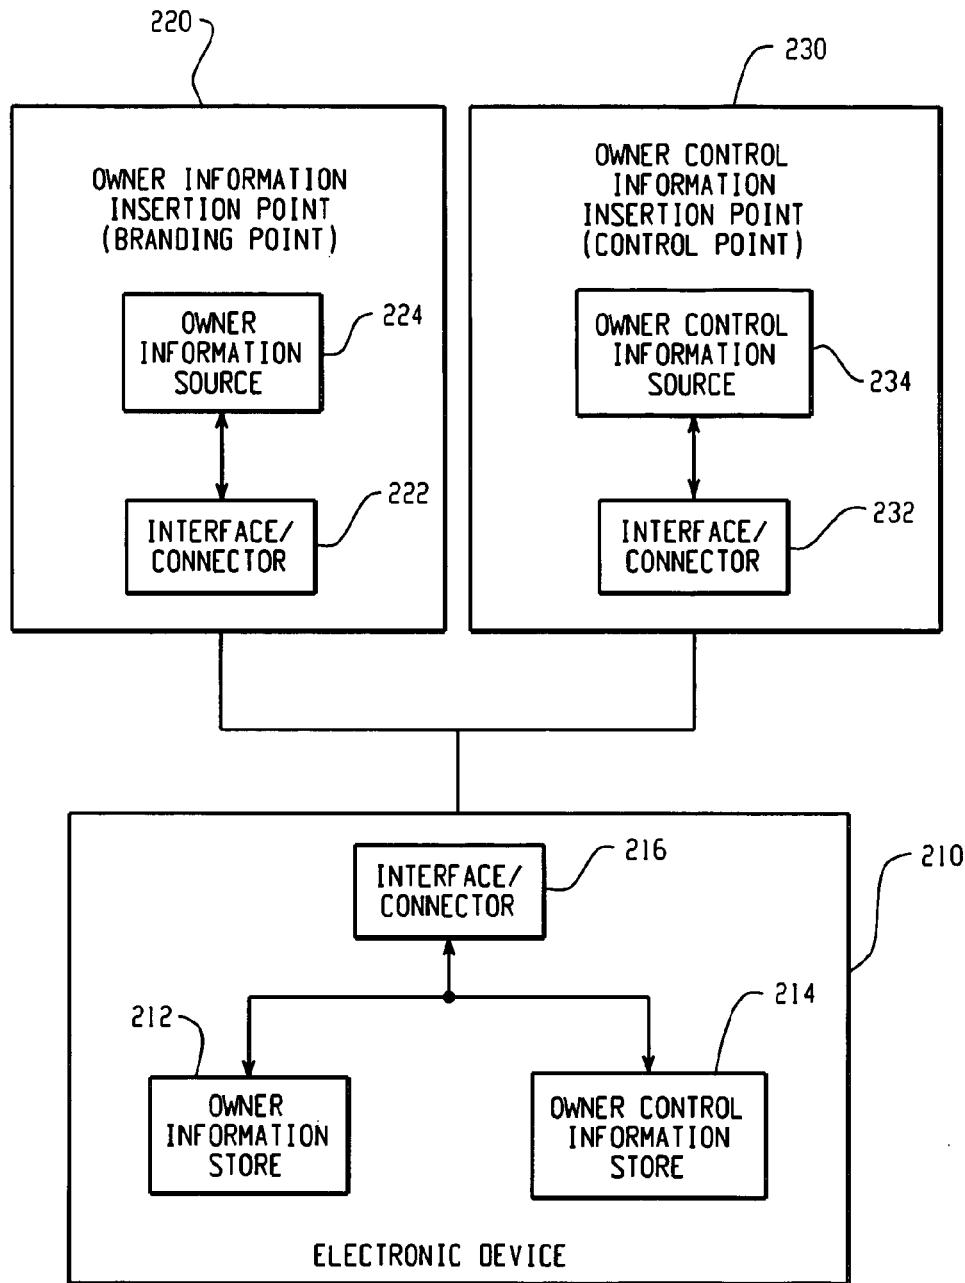 220
230
OWNER INFORMATION
INSERTION POINT
(BRANDING POINT)
OWNER CONTROL
INFORMATION
INSERTION POINT
(CONTROL POINT)
OWNER
INFORMATION
SOURCE
224
OWNER CONTROL
INFORMATION
SOURCE
234
INTERFACE/
CONNECTOR
222
INTERFACE/
CONNECTOR
232
INTERFACE/
CONNECTOR
216
210
212
214
OWNER
INFORMATION
STORE
OWNER CONTROL
INFORMATION
STORE
ELECTRONIC DEVICE